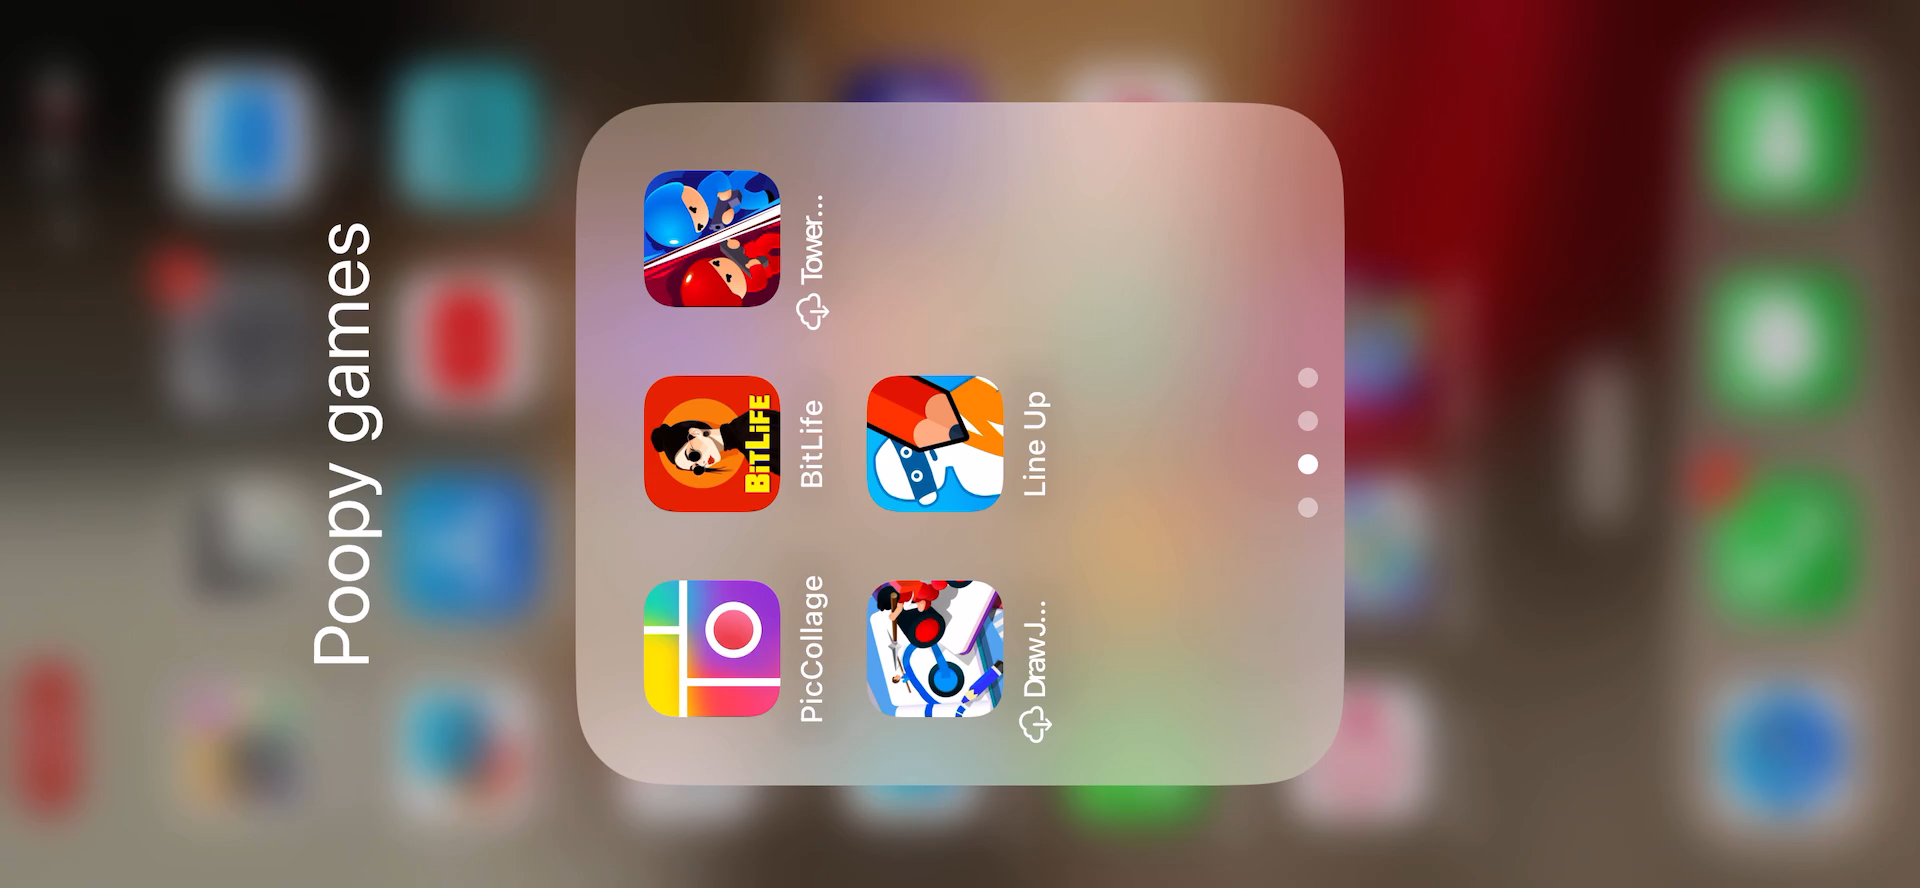 Poopy games
PicCollage
BitLife
Tower...
DrawJ...
Line Up
BITLIFE